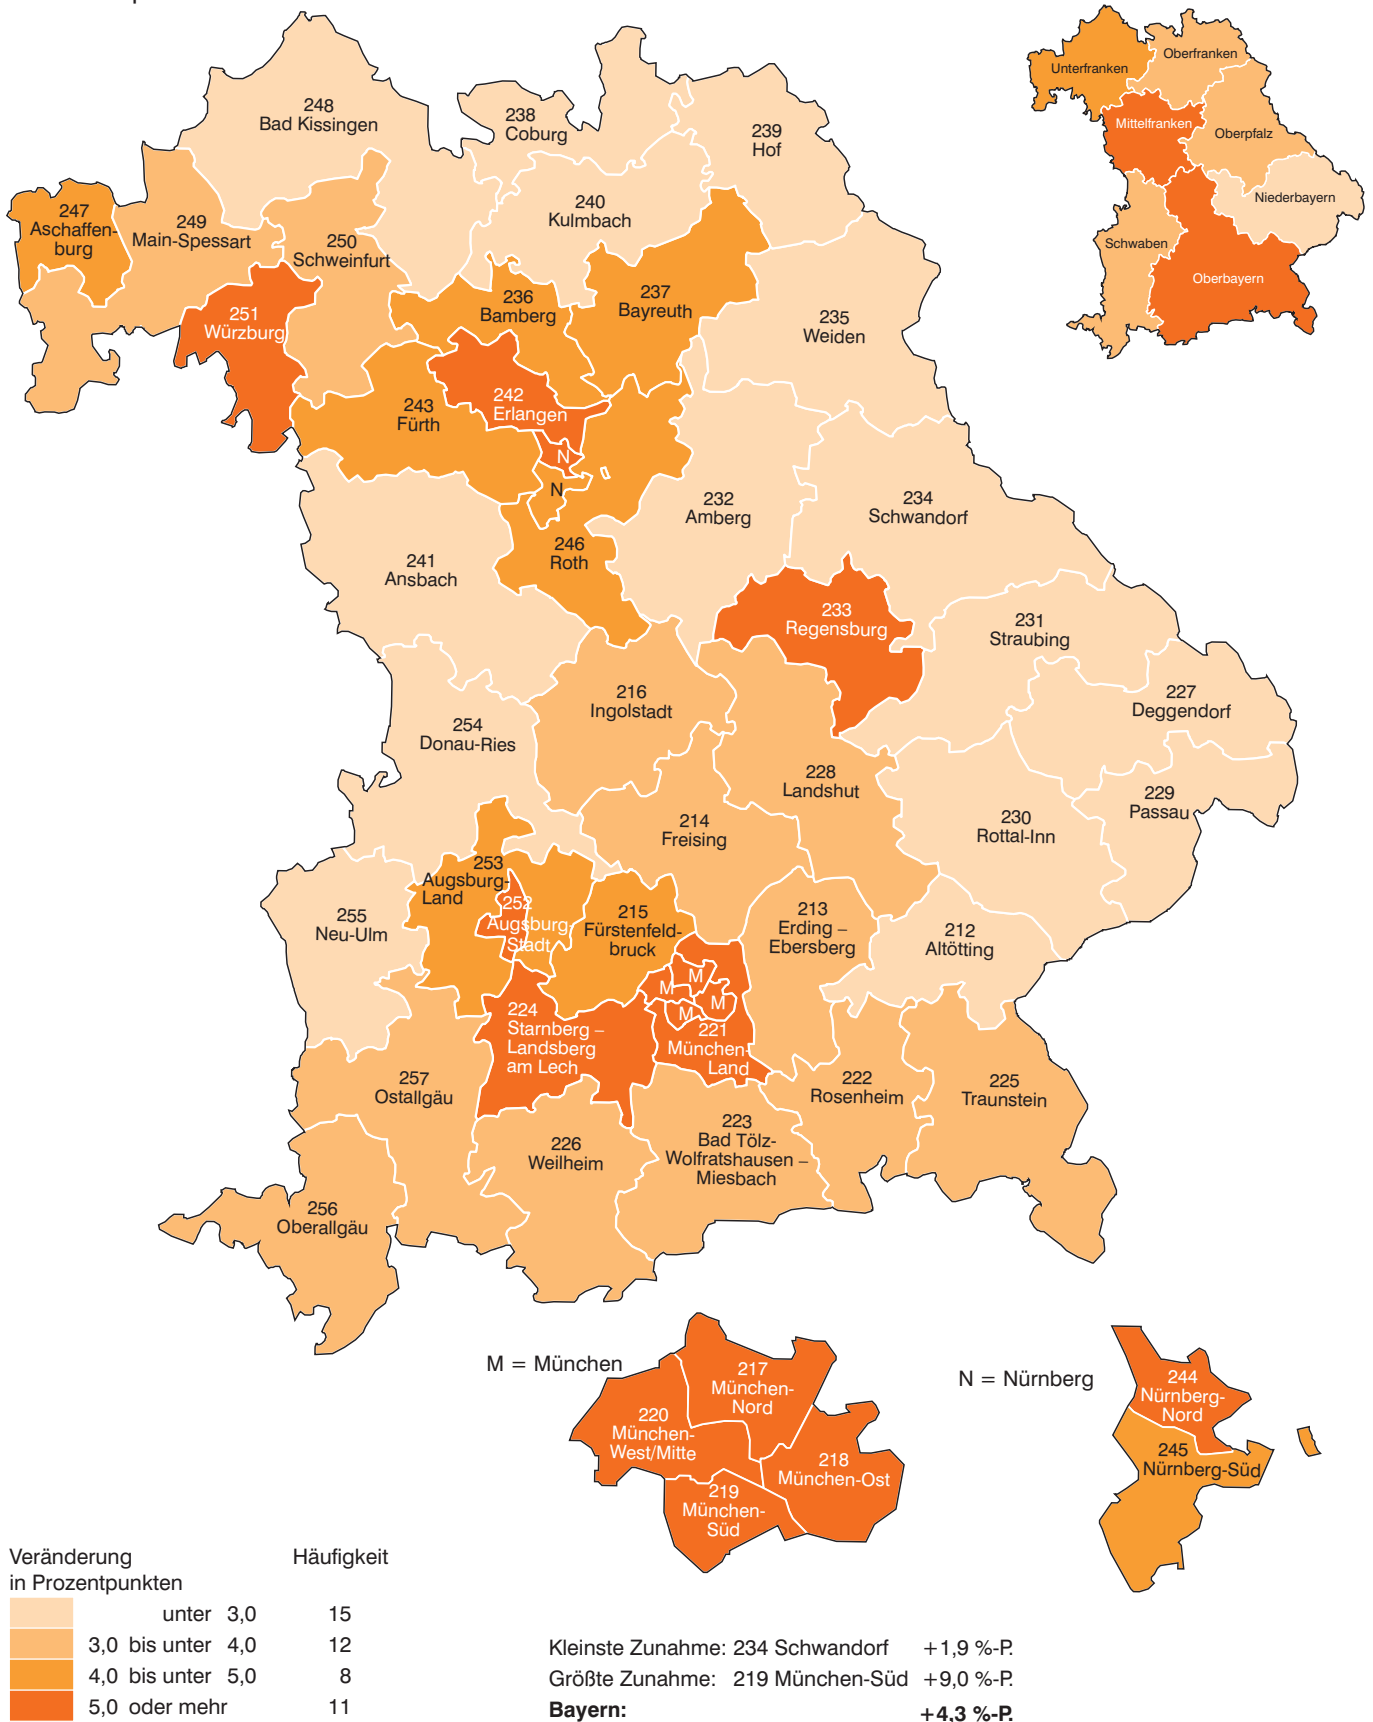 248
Bad Kissingen
238
Coburg
239
Hof
240
Kulmbach
247
Aschaffen-
burg
249
Main-Spessart
250
Schweinfurt
251
Würzburg
236
Bamberg
237
Bayreuth
235
Weiden
242
Erlangen
243
Fürth
N
N
232
Amberg
234
Schwandorf
241
Ansbach
246
Roth
233
Regensburg
231
Straubing
216
Ingolstadt
227
Deggendorf
254
Donau-Ries
228
Landshut
229
Passau
230
Rottal-Inn
214
Freising
253
Augsburg-
Land
252
Augsburg-
Stadt
215
Fürstenfeld-
bruck
213
Erding –
Ebersberg
212
Altötting
255
Neu-Ulm
M
M
M
M
224
Starnberg –
Landsberg
am Lech
221
München-
Land
257
Ostallgäu
222
Rosenheim
225
Traunstein
223
Bad Tölz-
Wolfratshausen –
Miesbach
226
Weilheim
256
Oberallgäu
Unterfranken
Oberfranken
Mittelfranken
Oberpfalz
Niederbayern
Schwaben
Oberbayern
M = München
217
München-
Nord
220
München-
West/Mitte
218
München-Ost
219
München-
Süd
N = Nürnberg
244
Nürnberg-
Nord
245
Nürnberg-Süd
Veränderung Häufigkeit
in Prozentpunkten
unter 3,0 15
3,0 bis unter 4,0 12
4,0 bis unter 5,0 8
5,0 oder mehr 11
Kleinste Zunahme: 234 Schwandorf +1,9 %-P.
Größte Zunahme: 219 München-Süd +9,0 %-P.
Bayern: +4,3 %-P.